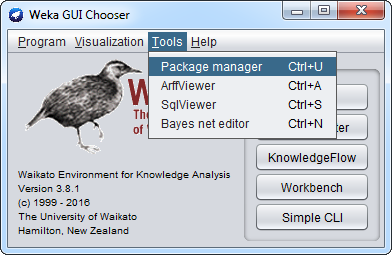 Weka GUI Chooser
Program Visualization Tools Help
Package manager Ctrl+U
ArffViewer Ctrl+A
SqlViewer Ctrl+S
Bayes net editor Ctrl+N
W
The
of W
KnowledgeFlow
Workbench
Simple CLI
Waikato Environment for Knowledge Analysis
Version 3.8.1
(c) 1999 - 2016
The University of Waikato
Hamilton, New Zealand